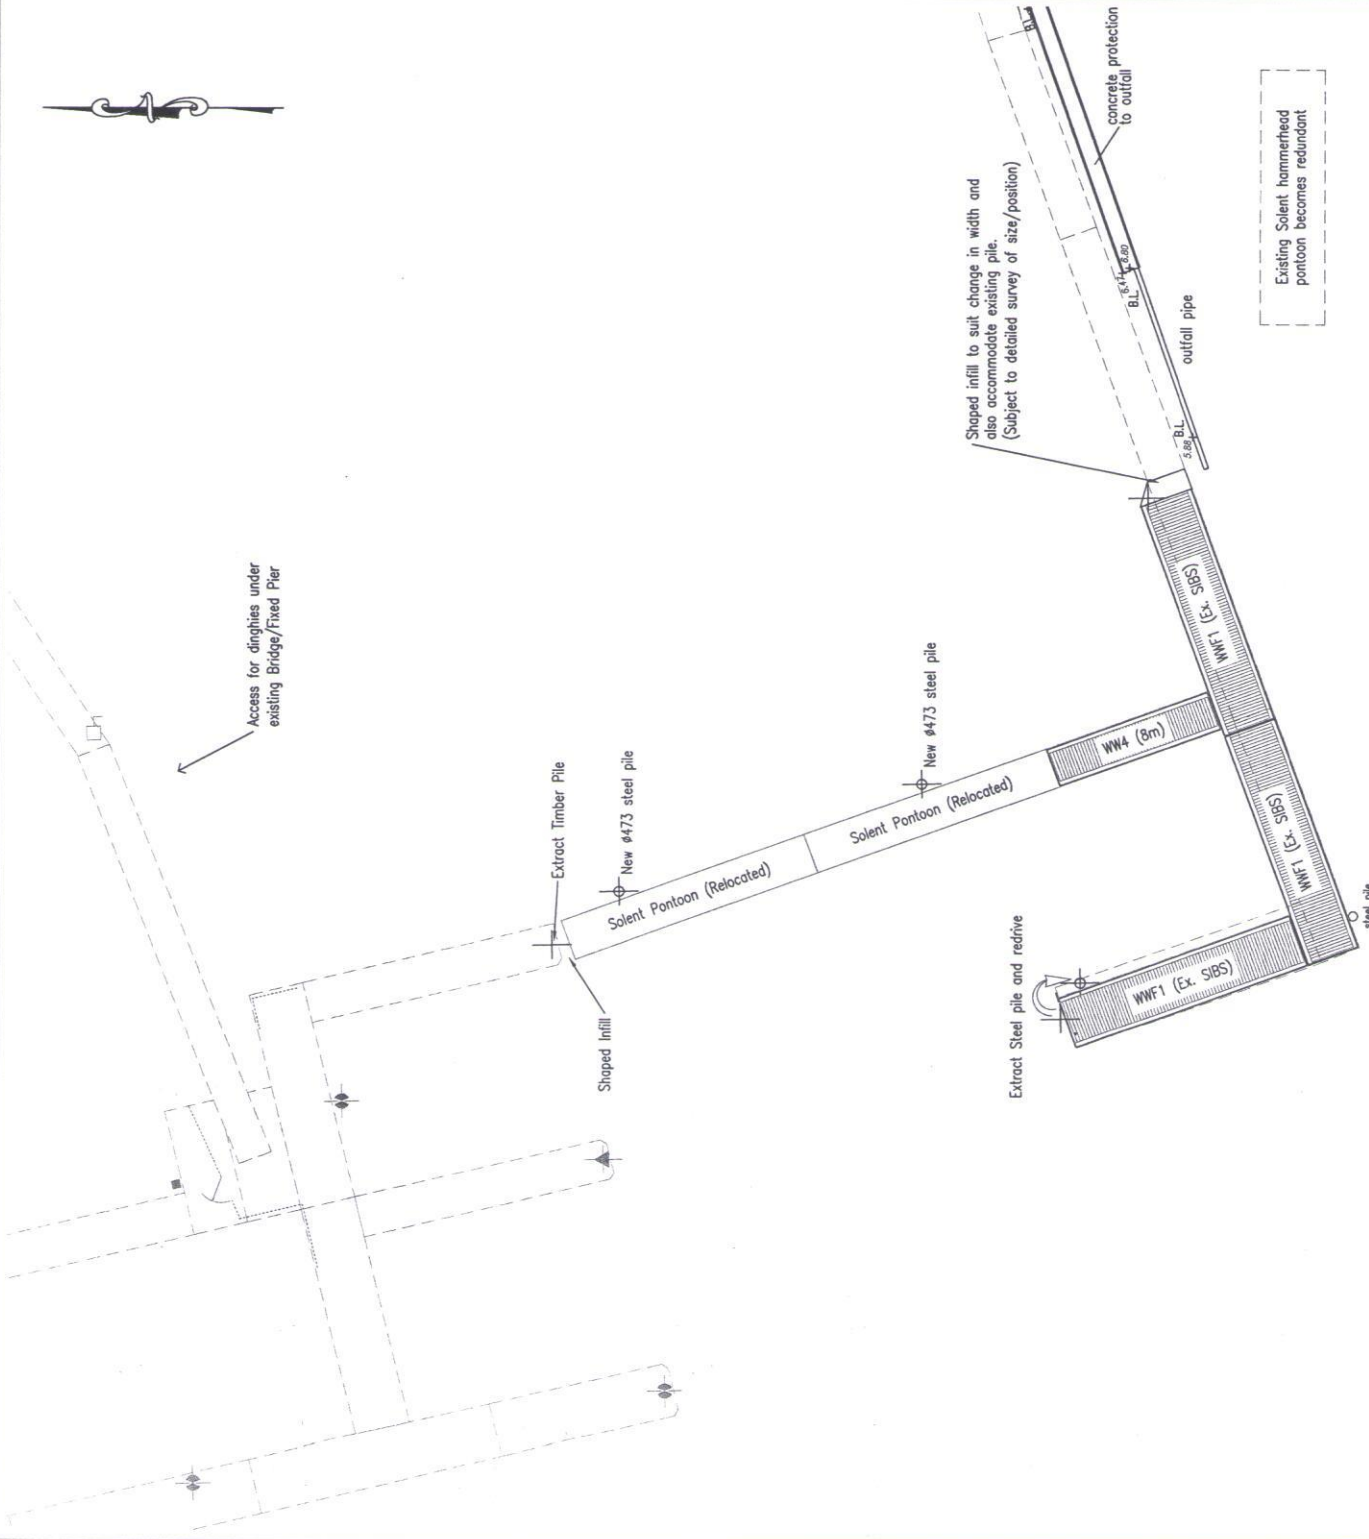 Access for dinghies under
existing Bridge/Fixed Pier
Extract Timber Pile
New ø473 steel pile
Shaped Infill
Solent Pontoon (Relocated)
Solent Pontoon (Relocated)
New ø473 steel pile
WW4 (8m)
Extract Steel pile and redrive
WWF1 (Ex. SIBS)
WWF1 (Ex. SIBS)
WWF1 (Ex. SIBS)
steel pile
Shaped infill to suit change in width and
also accommodate existing pile.
(Subject to detailed survey of size/position)
B.L.
concrete protection
to outfall
6.47
6.80
B.L.
outfall pipe
5.88
B.L.
Existing Solent hammerhead
pontoon becomes redundant